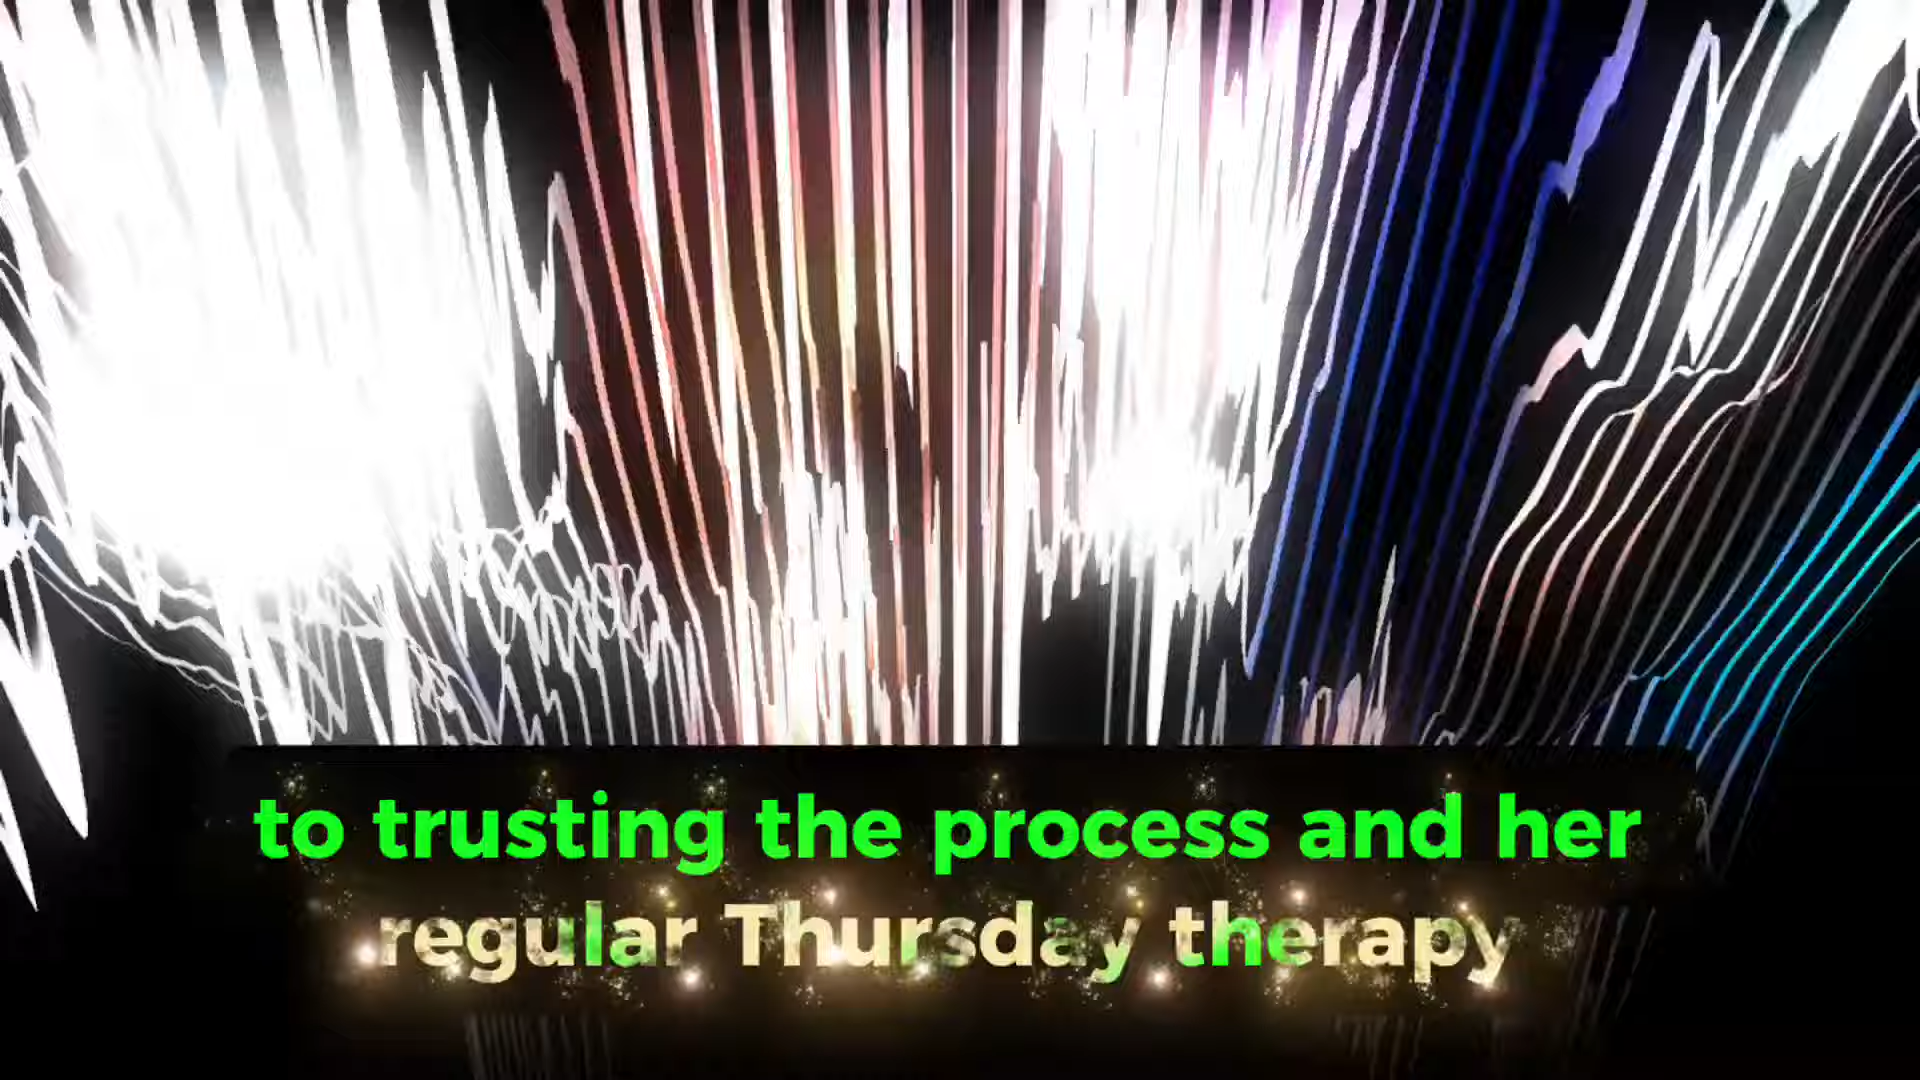 to trusting the process and her
regular Thursday therapy